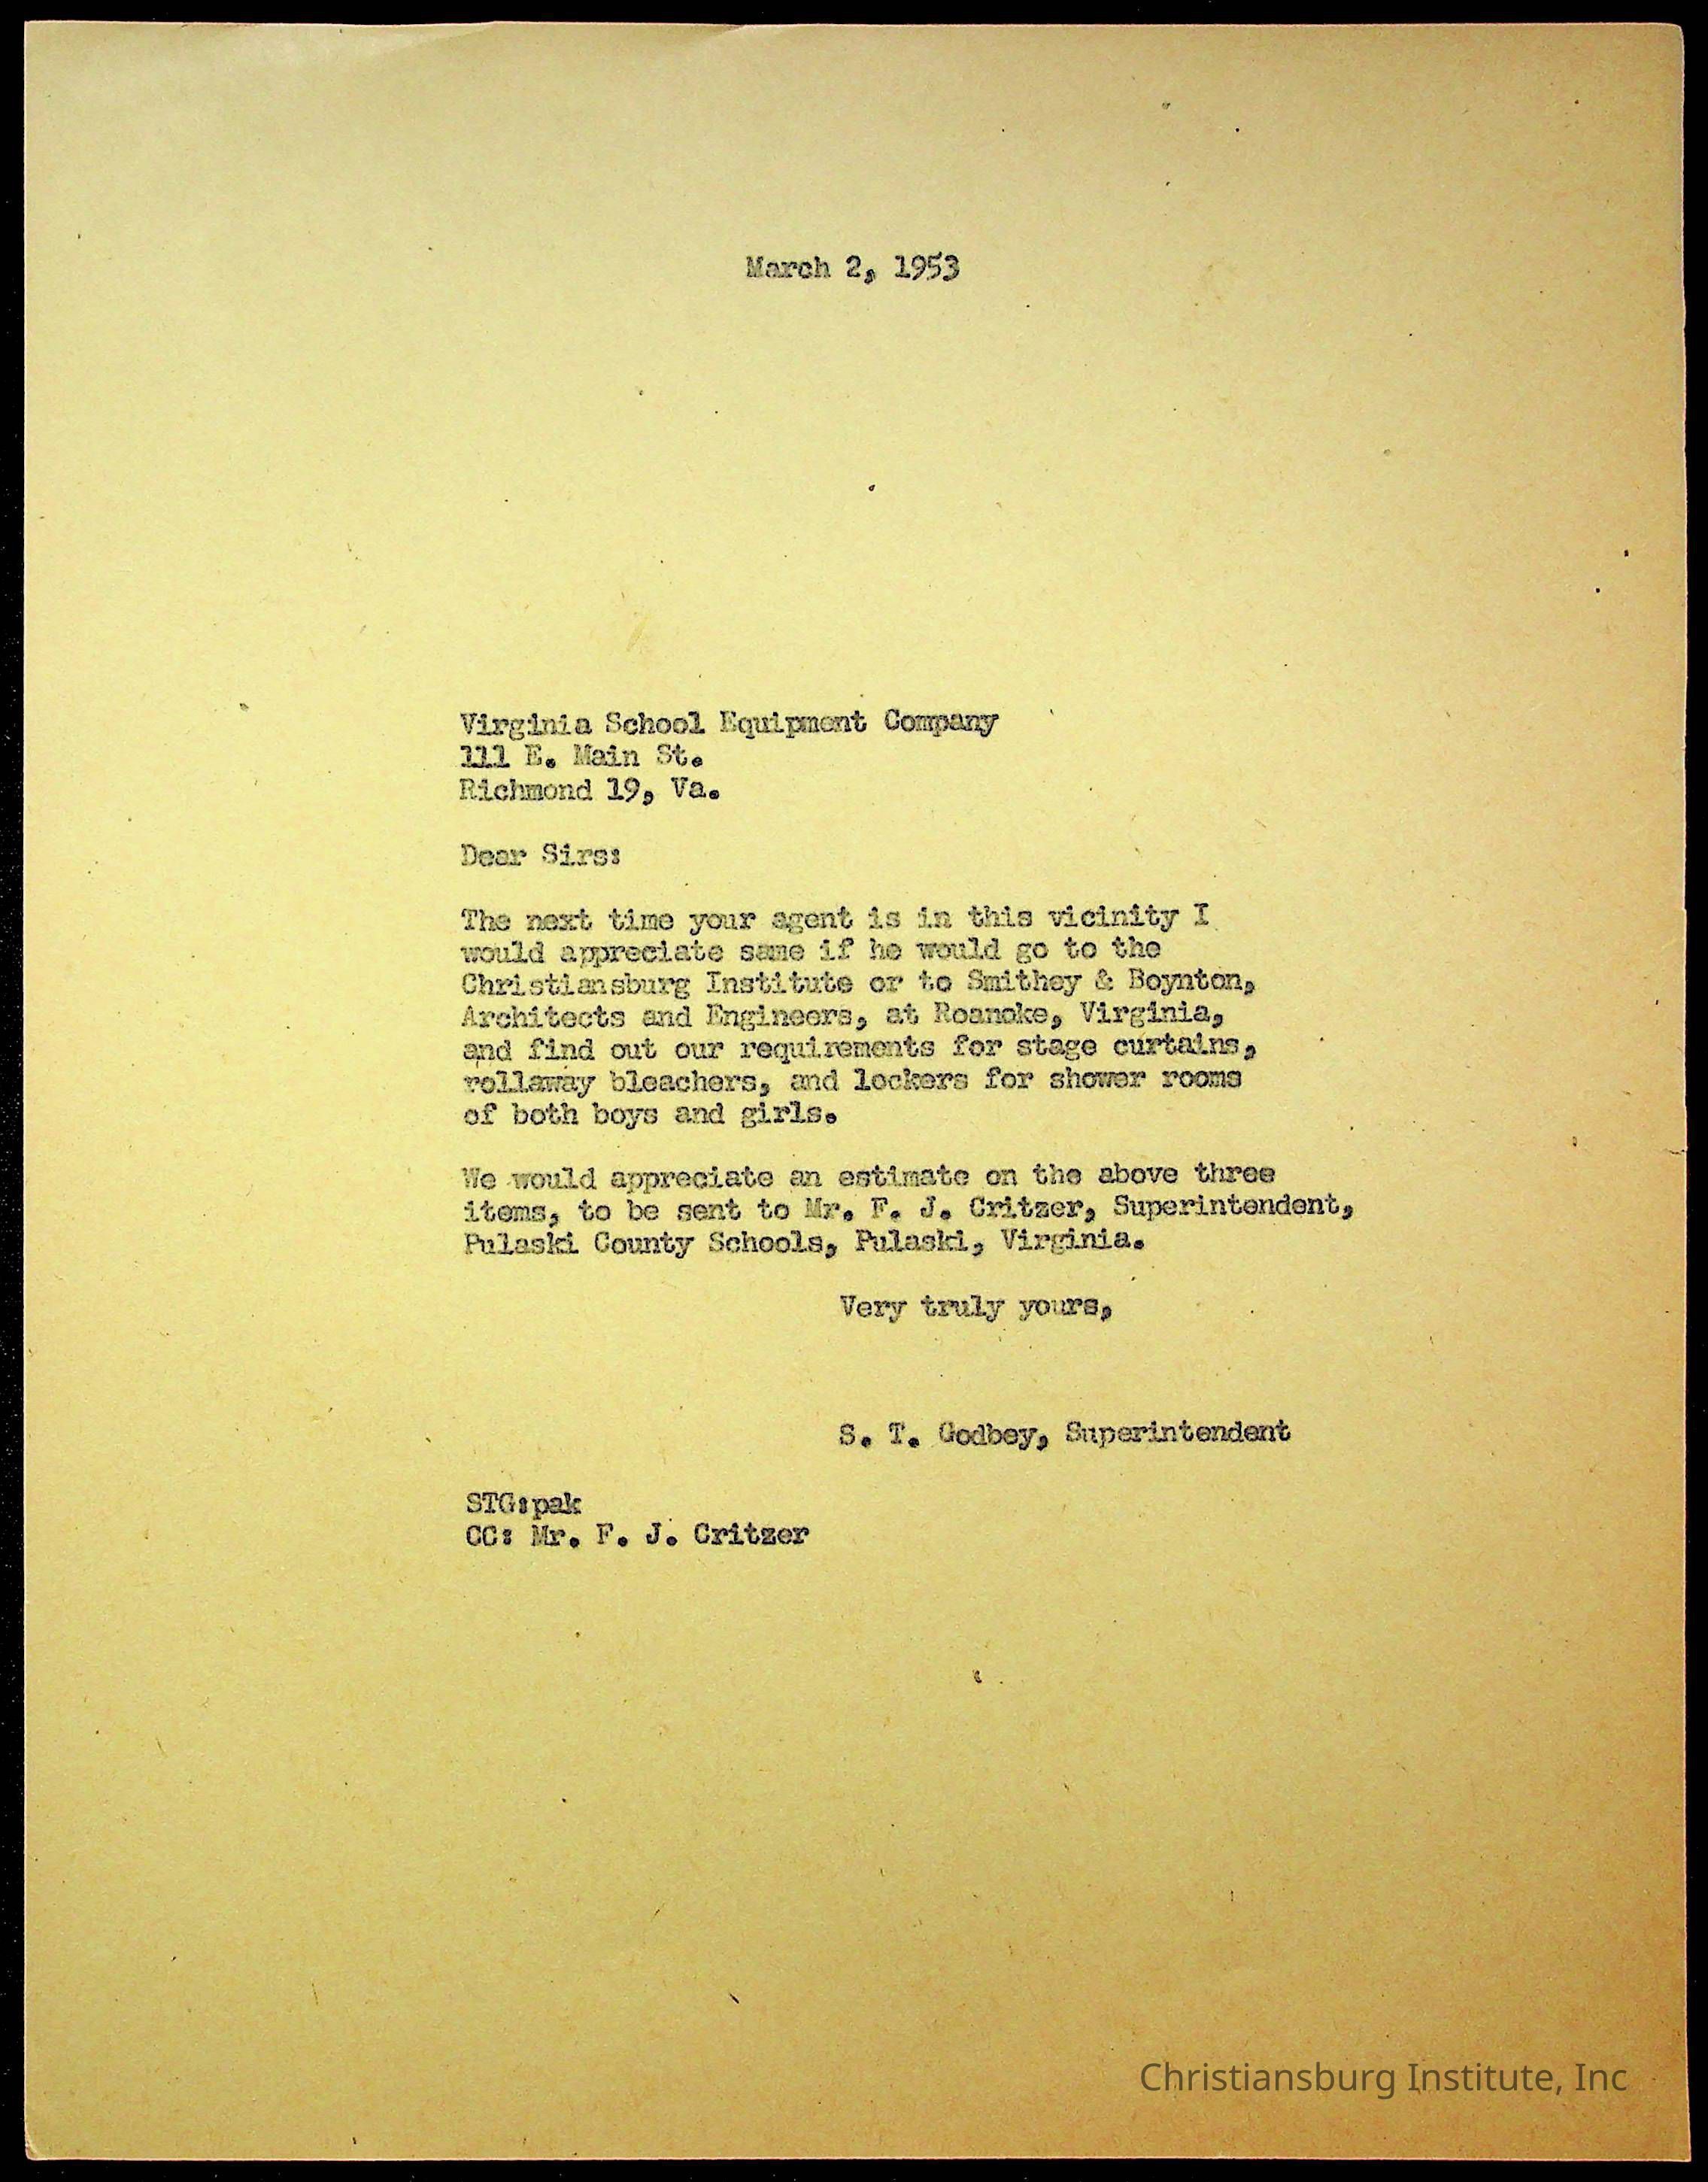 March 2, 1953
Virginia School Equipment Company
111 E. Main St.
Richmond 19, Va.
Dear Sirs:
The next time your agent is in this vicinity I
would appreciate same if he would go to the
Christiansburg Institute or to Smithey & Boynton,
Architects and Engineers, at Roanoke, Virginia,
and find out our requirements for stage curtains,
rollaway bleachers, and lockers for shower rooms
of both boys and girls.
We would appreciate an estimate on the above three
items, to be sent to Mr. F. J. Critzer, Superintendent,
Pulaski County Schools, Pulaski, Virginia.
Very truly yours,
S. T. Godbey, Superintendent
STG:pak
CC: Mr. F. J. Critzer
Christiansburg Institute, Inc